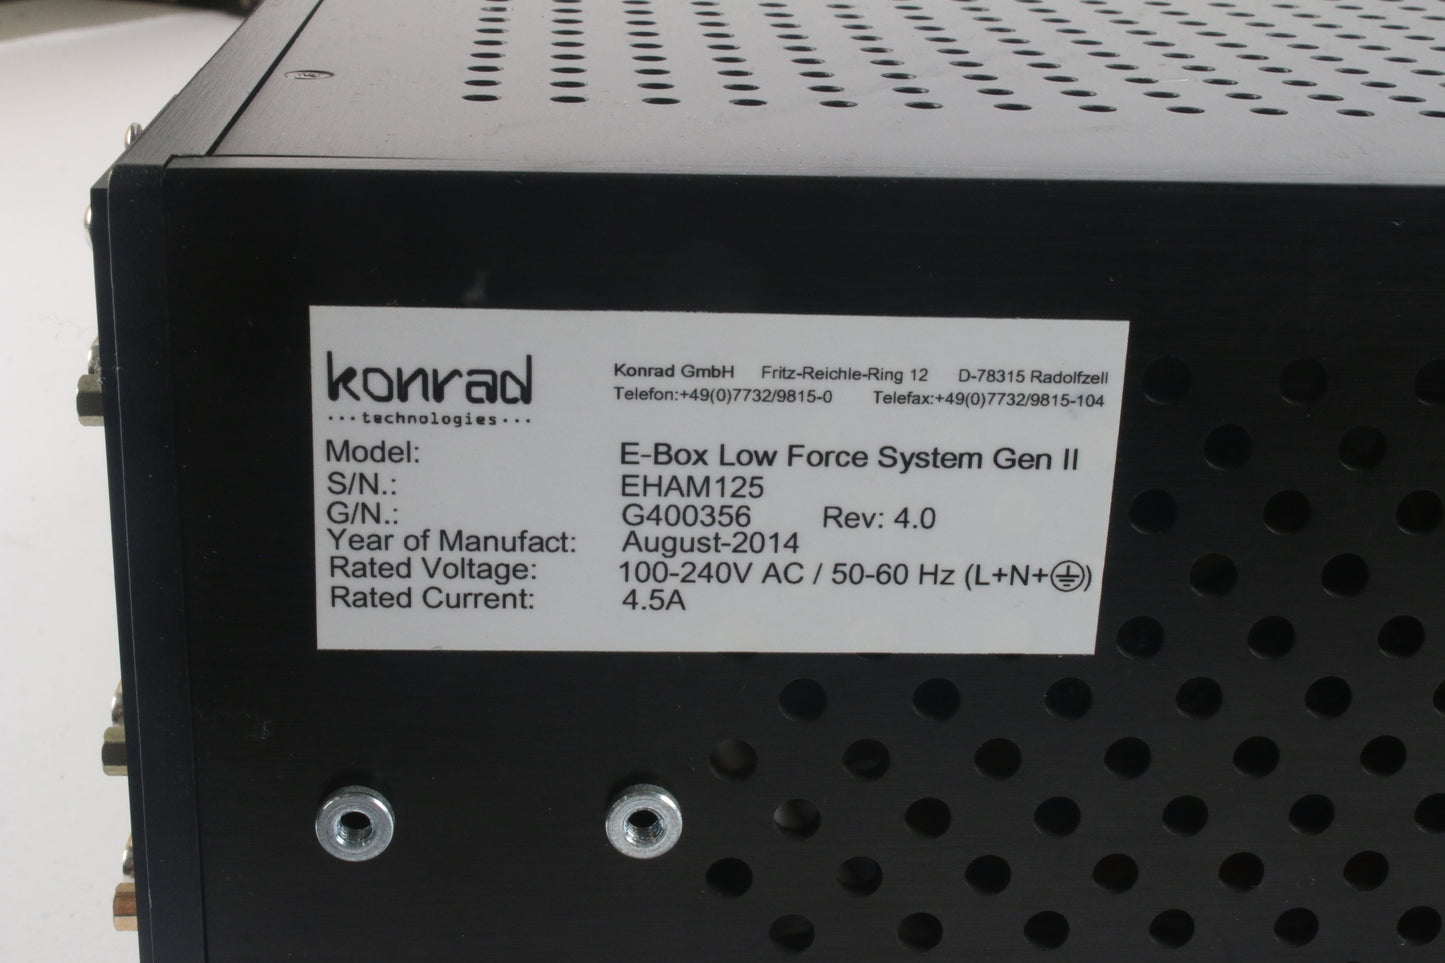 konrad
···technologies···
Konrad GmbH Fritz-Reichle-Ring 12 D-78315 Radolfzell
Telefon:+49(0)7732/9815-0 Telefax:+49(0)7732/9815-104
Model: E-Box Low Force System Gen II
S/N.: EHAM125
G/N.: G400356 Rev: 4.0
Year of Manufact: August-2014
Rated Voltage: 100-240V AC / 50-60 Hz (L+N+⏚)
Rated Current: 4.5A